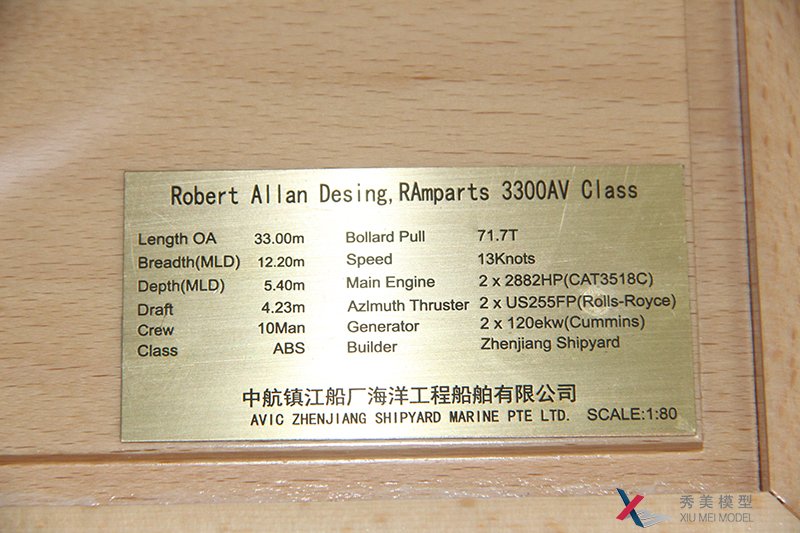 Robert Allan Desing,RAmparts 3300AV Class
Length OA 33.00m Bollard Pull 71.7T
Breadth(MLD) 12.20m Speed 13Knots
Depth(MLD) 5.40m Main Engine 2 x 2882HP(CAT3518C)
Draft 4.23m Azlmuth Thruster 2 x US255FP(Rolls-Royce)
Crew 10Man Generator 2 x 120ekw(Cummins)
Class ABS Builder Zhenjiang Shipyard
中航镇江船厂海洋工程船舶有限公司
AVIC ZHENJIANG SHIPYARD MARINE PTE LTD. SCALE:1:80
秀美模型
XIU MEI MODEL